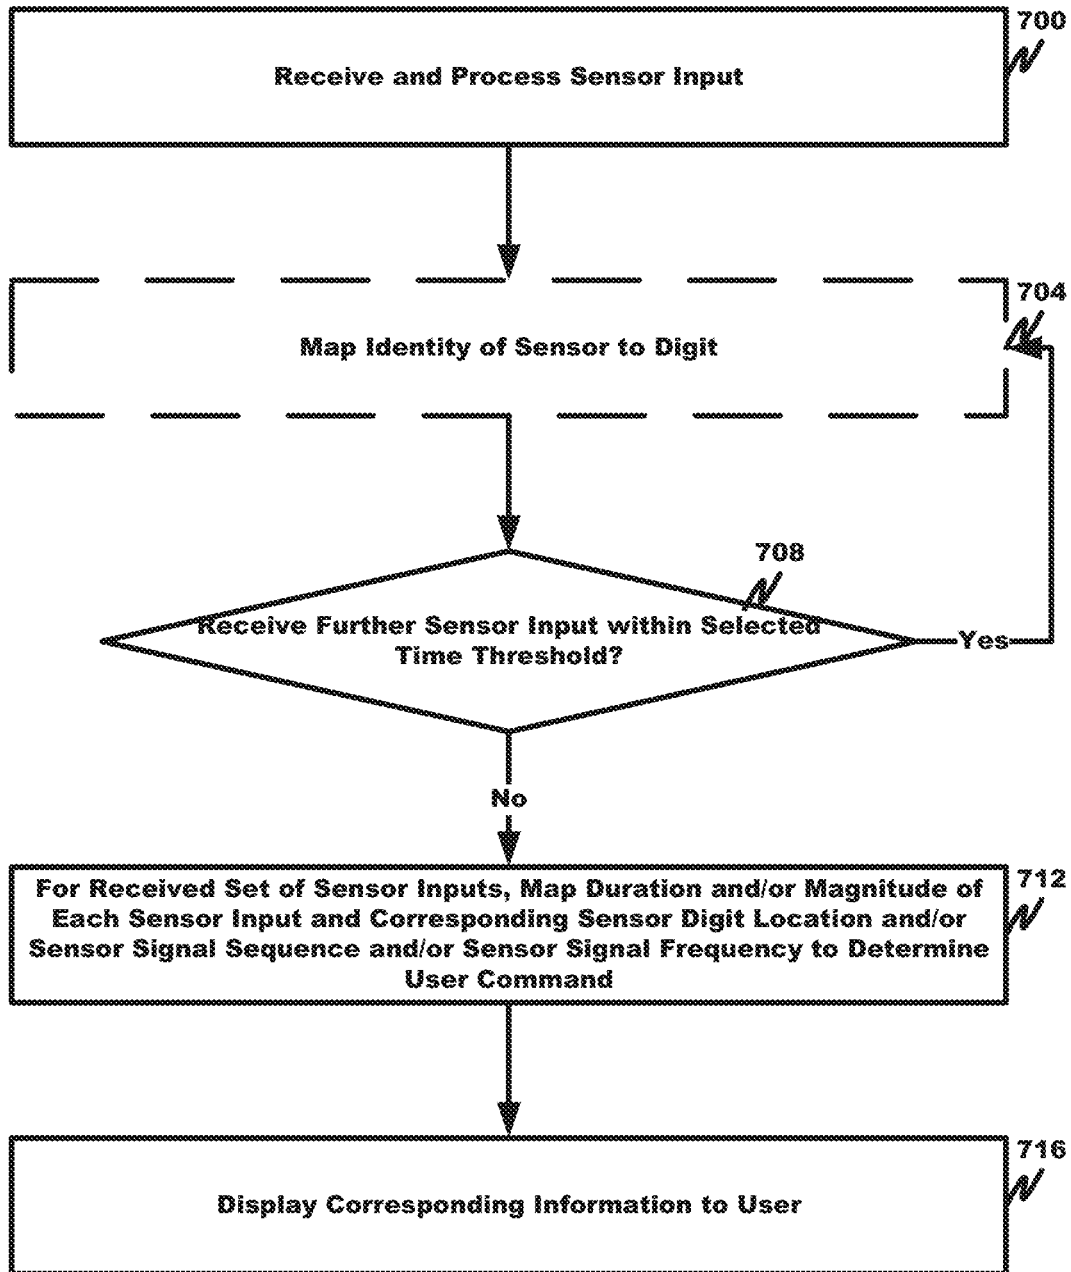 700
Receive and Process Sensor Input
704
Map Identity of Sensor to Digit
708
Receive Further Sensor Input within Selected
Time Threshold?
Yes
No
712
For Received Set of Sensor Inputs, Map Duration and/or Magnitude of
Each Sensor Input and Corresponding Sensor Digit Location and/or
Sensor Signal Sequence and/or Sensor Signal Frequency to Determine
User Command
716
Display Corresponding Information to User